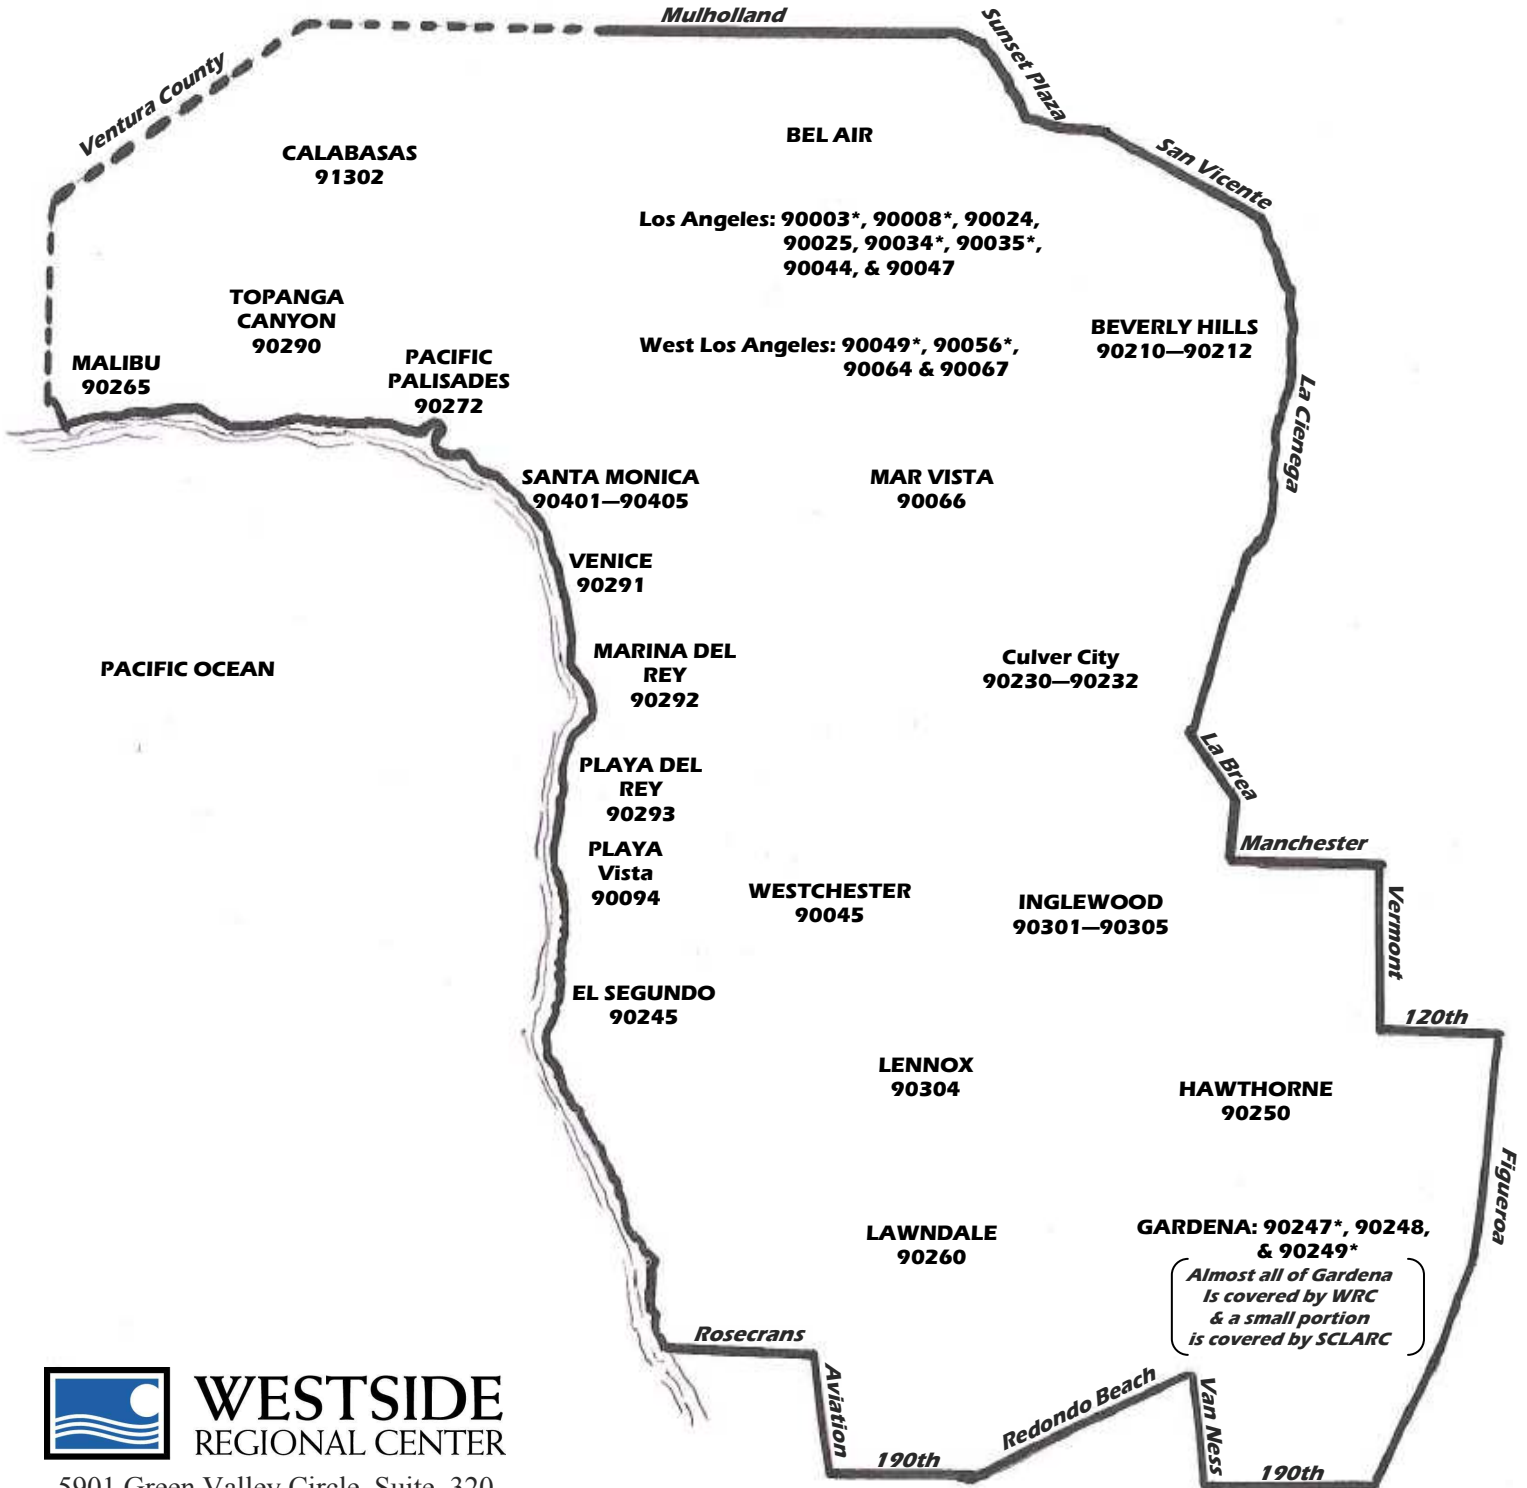 Mulholland
Sunset Plaza
Ventura County
San Vicente
BEL AIR
CALABASAS
91302
Los Angeles: 90003*, 90008*, 90024,
90025, 90034*, 90035*,
90044, & 90047
TOPANGA
CANYON
90290
BEVERLY HILLS
90210—90212
West Los Angeles: 90049*, 90056*,
90064 & 90067
MALIBU
90265
PACIFIC
PALISADES
90272
La Cienega
SANTA MONICA
90401—90405
MAR VISTA
90066
VENICE
90291
MARINA DEL
REY
90292
Culver City
90230—90232
PACIFIC OCEAN
La Brea
PLAYA DEL
REY
90293
Manchester
PLAYA
Vista
90094
WESTCHESTER
90045
INGLEWOOD
90301—90305
Vermont
EL SEGUNDO
90245
120th
LENNOX
90304
HAWTHORNE
90250
Figueroa
LAWNDALE
90260
GARDENA: 90247*, 90248,
& 90249*
Almost all of Gardena
Is covered by WRC
& a small portion
is covered by SCLARC
Rosecrans
Aviation
Redondo Beach
Van Ness
190th
190th
WESTSIDE
REGIONAL CENTER
5901 Green Valley Circle, Suite, 320